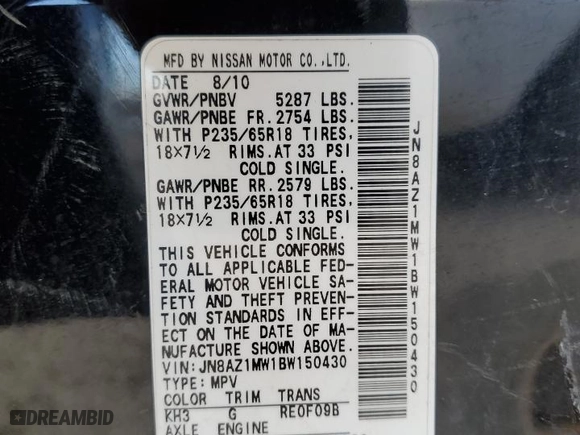 MFD BY NISSAN MOTOR CO.,LTD.
DATE 8/10
GVWR/PNBV 5287 LBS.
GAWR/PNBE FR. 2754 LBS.
WITH P235/65R18 TIRES,
18×7½ RIMS. AT 33 PSI
COLD SINGLE.
GAWR/PNBE RR. 2579 LBS.
WITH P235/65R18 TIRES,
18×7½ RIMS. AT 33 PSI
COLD SINGLE.
THIS VEHICLE CONFORMS
TO ALL APPLICABLE FED-
ERAL MOTOR VEHICLE SA-
FETY AND THEFT PREVEN-
TION STANDARDS IN EFF-
ECT ON THE DATE OF MA-
NUFACTURE SHOWN ABOVE.
VIN:JN8AZ1MW1BW150430
TYPE: MPV
COLOR TRIM TRANS
KH3 G RE0F09B
AXLE ENGINE
JN8AZ1MW1BW150430
DREAMBID